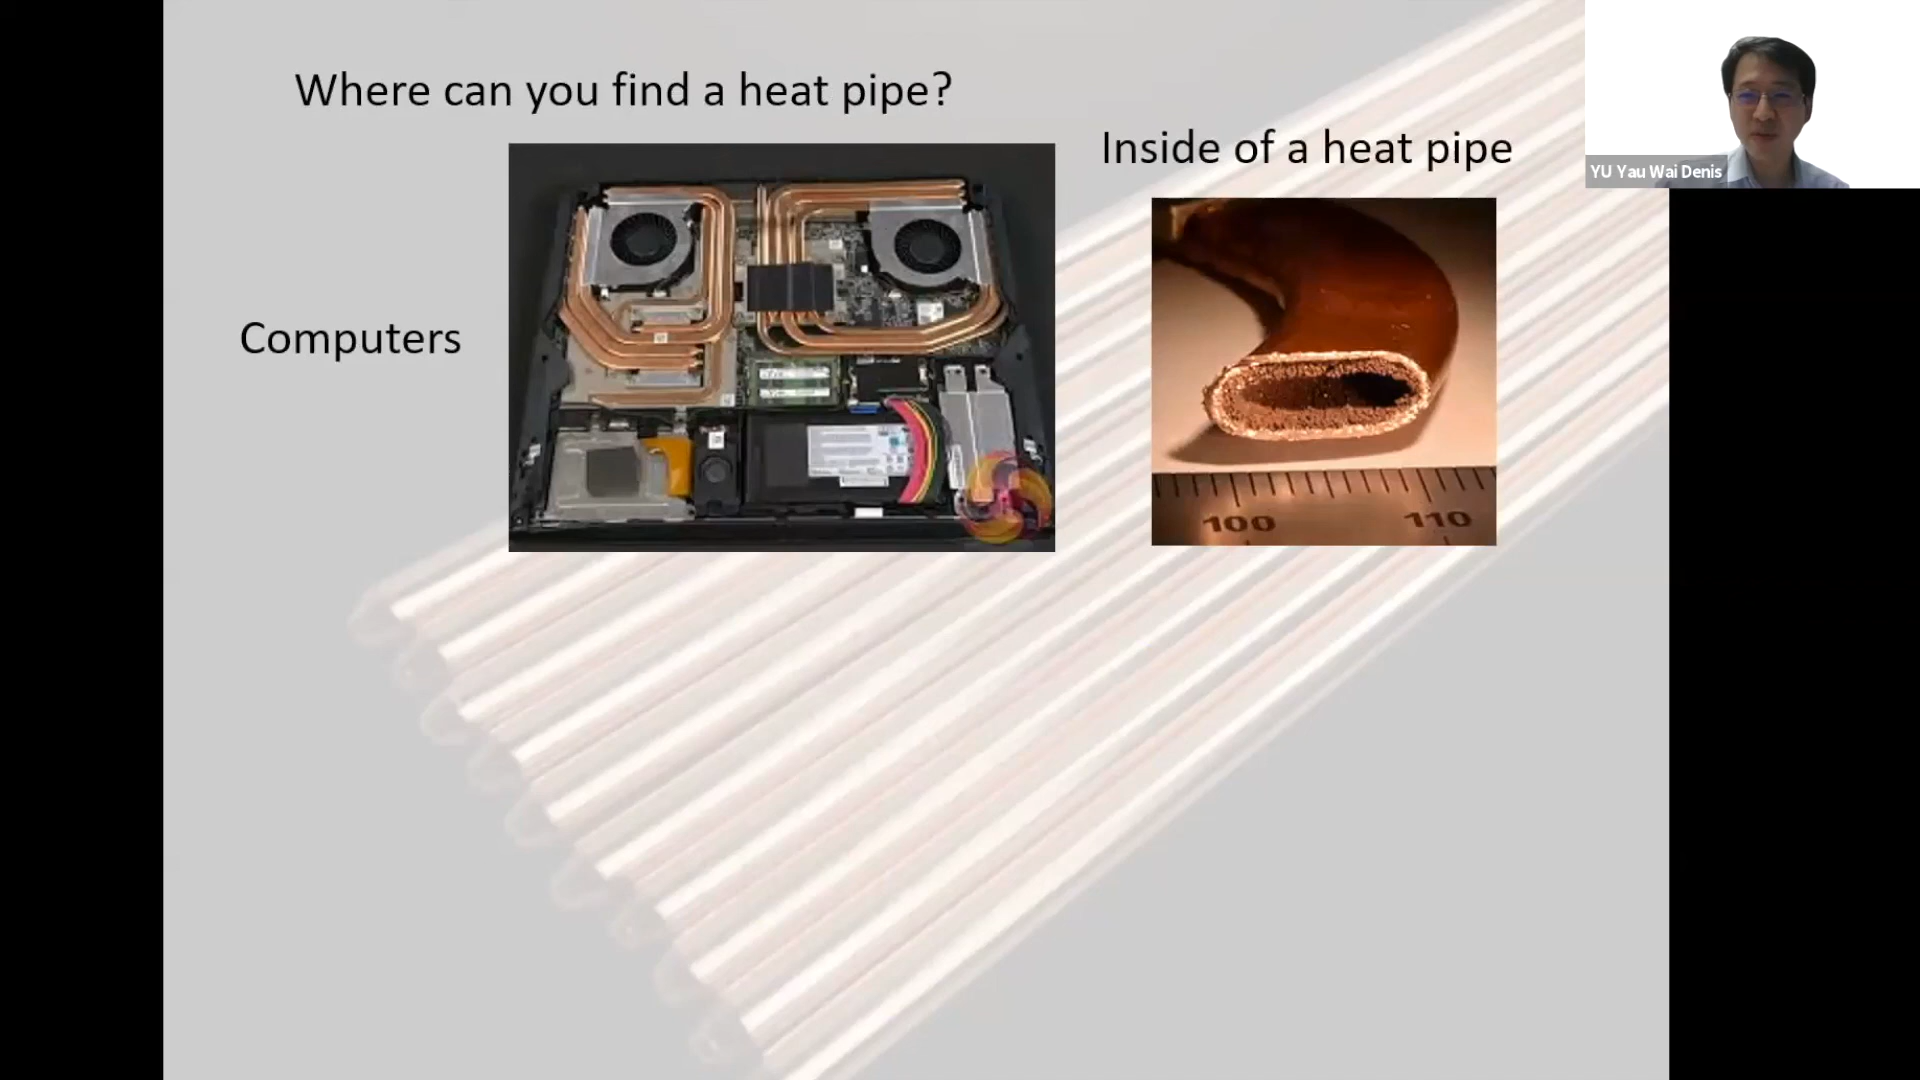 Where can you find a heat pipe?
Inside of a heat pipe
YU Yau Wai Denis
Computers
100 110